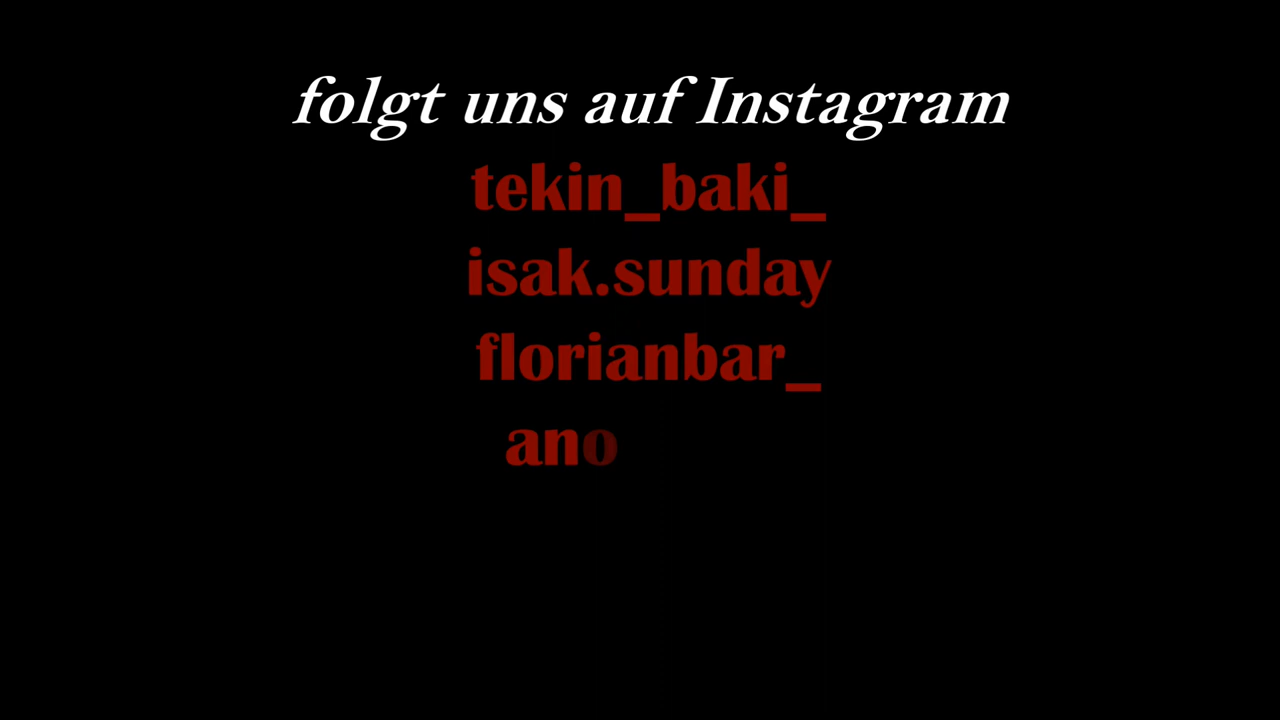 folgt uns auf Instagram
tekin_baki_
isak.sunday
florianbar_
ano